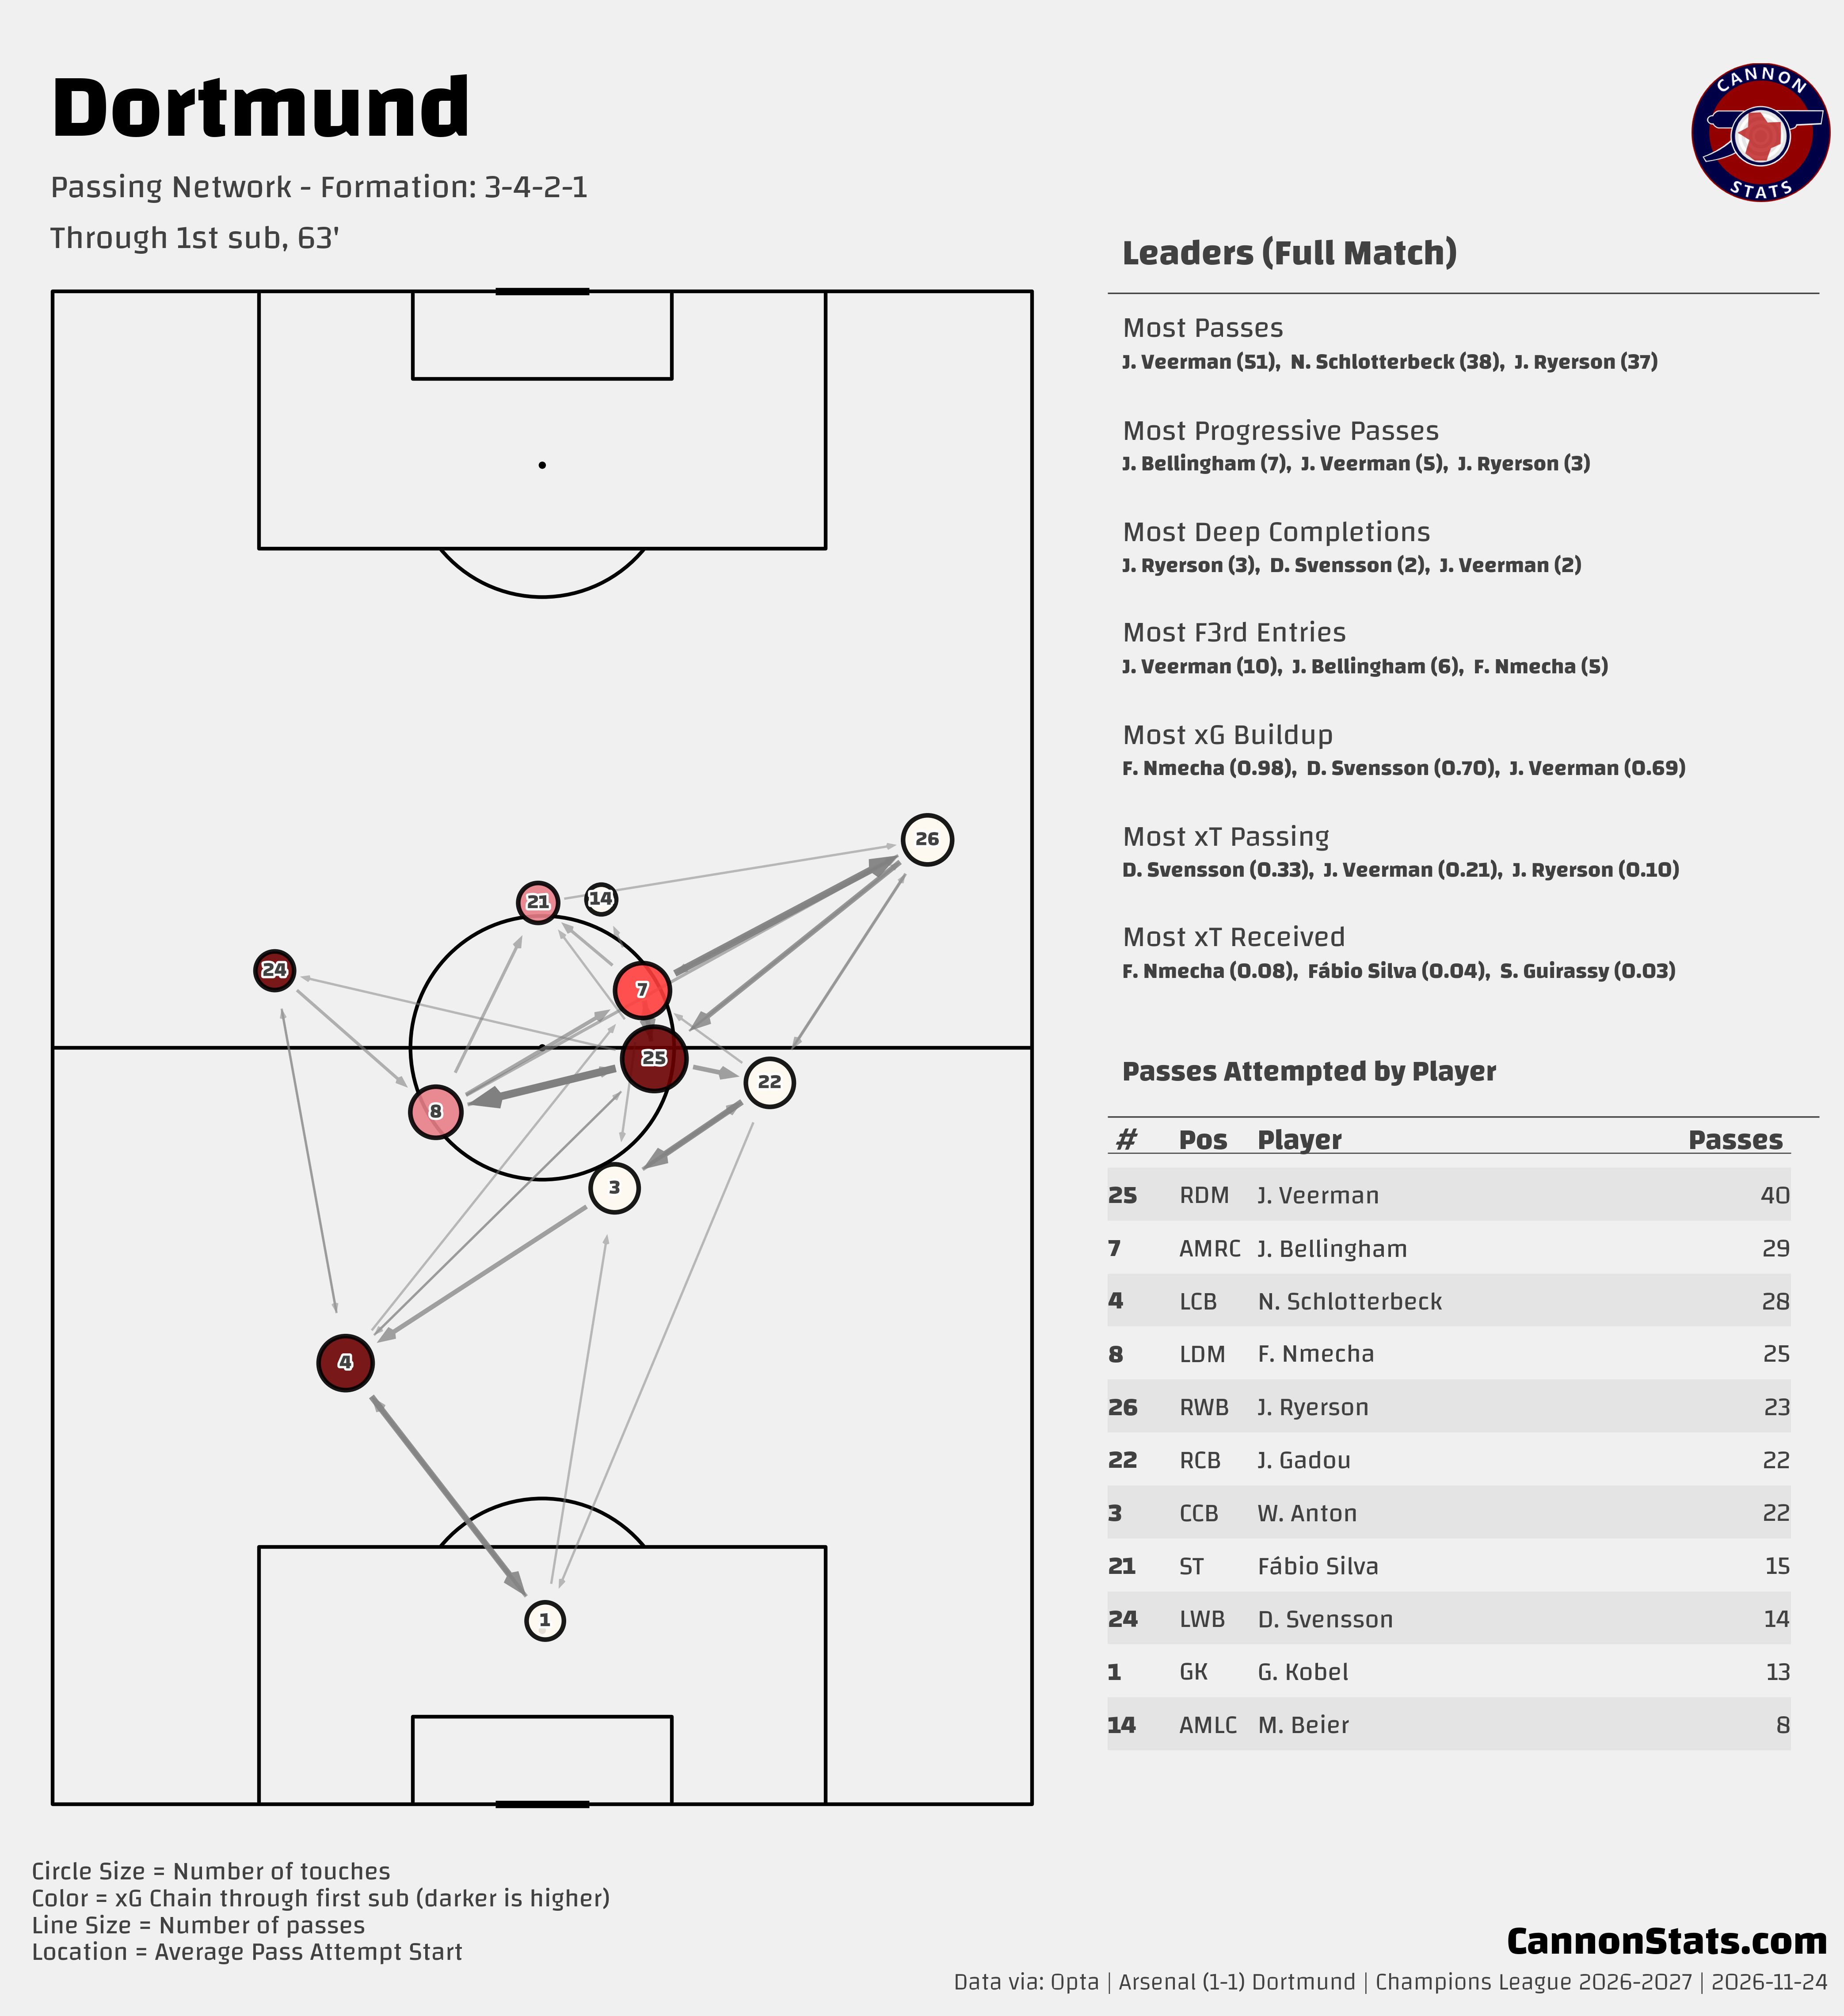 Dortmund
Passing Network - Formation: 3-4-2-1
Through 1st sub, 63'
CANNON
STATS
Leaders (Full Match)
Most Passes
J. Veerman (51), N. Schlotterbeck (38), J. Ryerson (37)
Most Progressive Passes
J. Bellingham (7), J. Veerman (5), J. Ryerson (3)
Most Deep Completions
J. Ryerson (3), D. Svensson (2), J. Veerman (2)
Most F3rd Entries
J. Veerman (10), J. Bellingham (6), F. Nmecha (5)
Most xG Buildup
F. Nmecha (0.98), D. Svensson (0.70), J. Veerman (0.69)
Most xT Passing
D. Svensson (0.33), J. Veerman (0.21), J. Ryerson (0.10)
Most xT Received
F. Nmecha (0.08), Fábio Silva (0.04), S. Guirassy (0.03)
26
21
14
24
7
25
22
8
3
4
1
Passes Attempted by Player
# Pos Player Passes
25 RDM J. Veerman 40
7 AMRC J. Bellingham 29
4 LCB N. Schlotterbeck 28
8 LDM F. Nmecha 25
26 RWB J. Ryerson 23
22 RCB J. Gadou 22
3 CCB W. Anton 22
21 ST Fábio Silva 15
24 LWB D. Svensson 14
1 GK G. Kobel 13
14 AMLC M. Beier 8
Circle Size = Number of touches
Color = xG Chain through first sub (darker is higher)
Line Size = Number of passes
Location = Average Pass Attempt Start
CannonStats.com
Data via: Opta | Arsenal (1-1) Dortmund | Champions League 2026-2027 | 2026-11-24